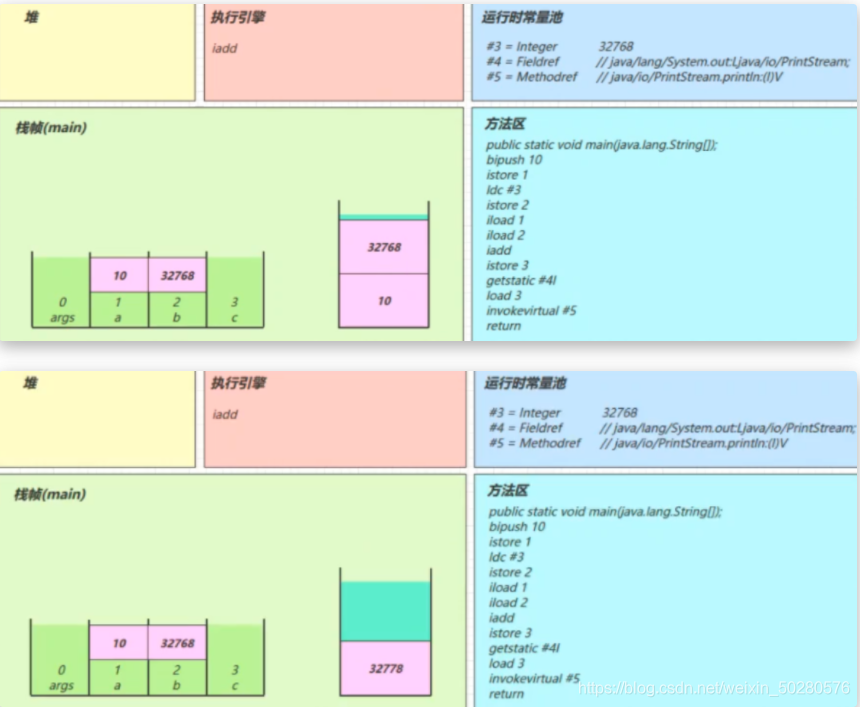 堆
执行引擎
iadd
运行时常量池
#3 = Integer 32768
#4 = Fieldref // java/lang/System.out:Ljava/io/PrintStream;
#5 = Methodref // java/io/PrintStream.println:(I)V
栈帧(main)
32768
10
10 32768
0 1 2 3
args a b c
方法区
public static void main(java.lang.String[]);
bipush 10
istore 1
ldc #3
istore 2
iload 1
iload 2
iadd
istore 3
getstatic #4I
load 3
invokevirtual #5
return
堆
执行引擎
iadd
运行时常量池
#3 = Integer 32768
#4 = Fieldref // java/lang/System.out:Ljava/io/PrintStream;
#5 = Methodref // java/io/PrintStream.println:(I)V
栈帧(main)
10 32768
0 1 2 3
args a b c
32778
方法区
public static void main(java.lang.String[]);
bipush 10
istore 1
ldc #3
istore 2
iload 1
iload 2
iadd
istore 3
getstatic #4I
load 3
invokevirtual #5
return
https://blog.csdn.net/weixin_50280576